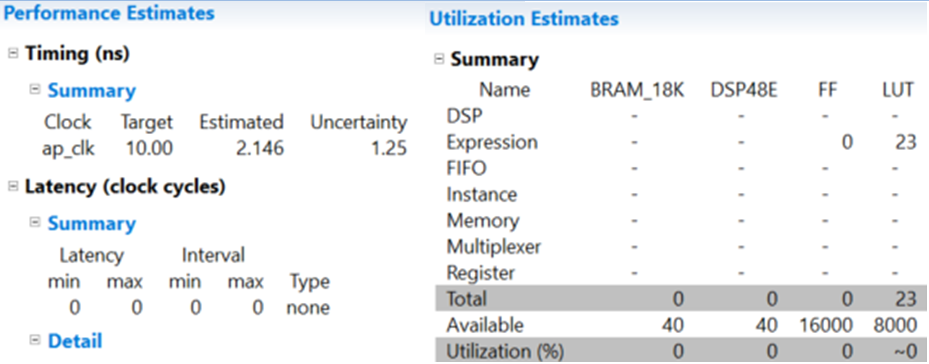 Performance Estimates
Timing (ns)
Summary
Clock Target Estimated Uncertainty
ap_clk 10.00 2.146 1.25
Latency (clock cycles)
Summary
Latency Interval
min max min max Type
0 0 0 0 none
Detail
Utilization Estimates
Summary
Name BRAM_18K DSP48E FF LUT
DSP - - - -
Expression - - 0 23
FIFO - - - -
Instance - - - -
Memory - - - -
Multiplexer - - - -
Register - - - -
Total 0 0 0 23
Available 40 40 16000 8000
Utilization (%) 0 0 0 ~0